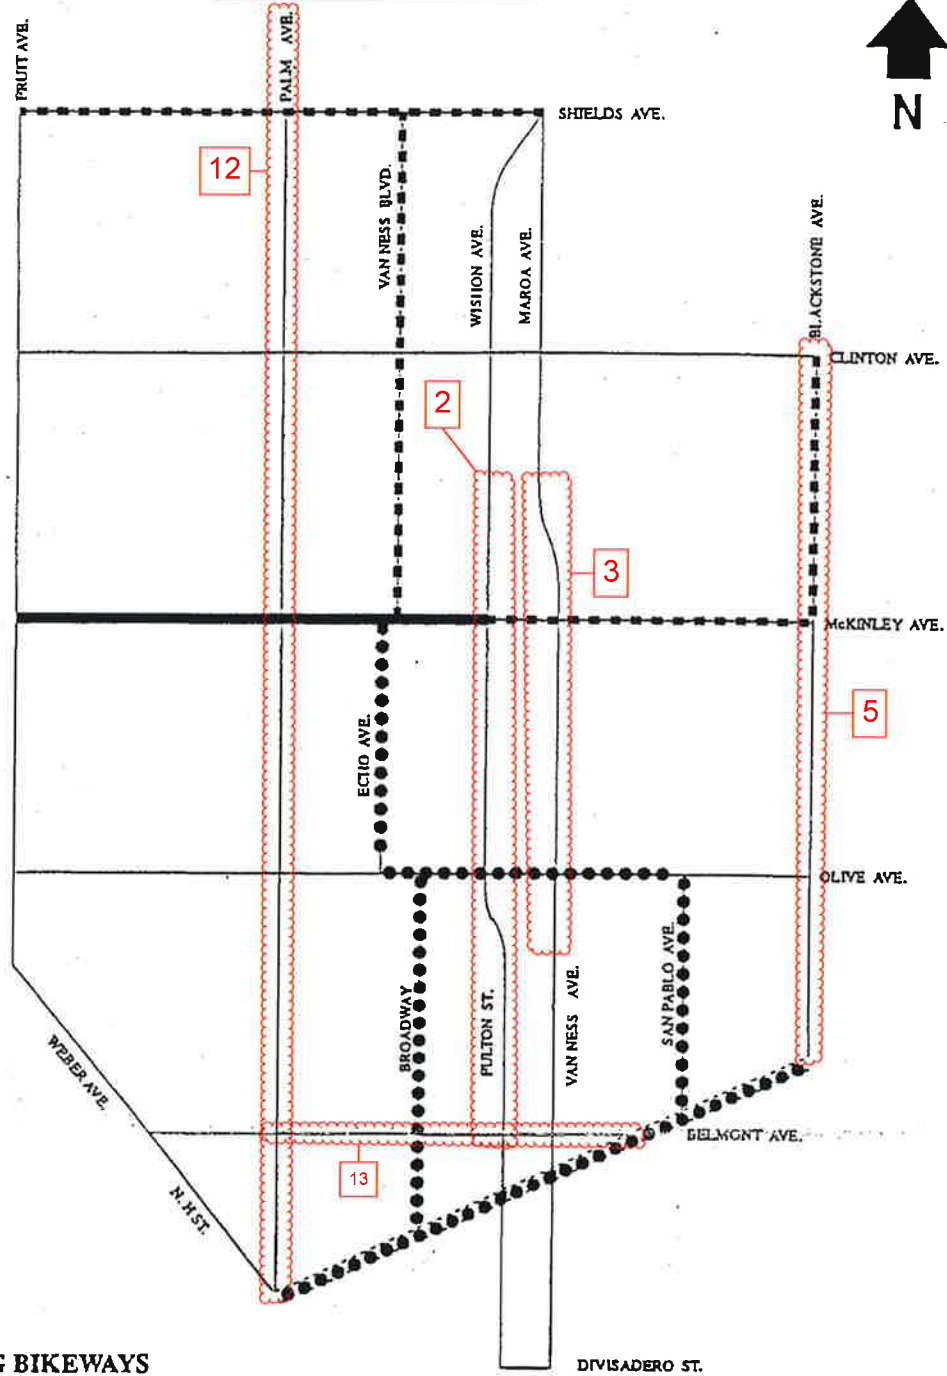 FRUIT AVE.
PALM AVE.
N
SHIELDS AVE.
12
VAN NESS BLVD.
WISHON AVE.
MAROA AVE.
BLACKSTONE AVE.
CLINTON AVE.
2
3
McKINLEY AVE.
5
ECHO AVE.
OLIVE AVE.
BROADWAY
FULTON ST.
VAN NESS AVE.
SAN PABLO AVE.
WEBER AVE.
BELMONT AVE.
13
N. H ST.
G BIKEWAYS
DIVISADERO ST.